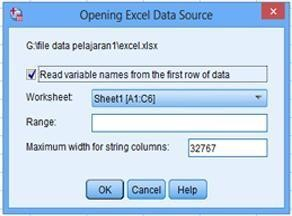 Opening Excel Data Source
G:\file data pelajaran1\excel.xlsx
Read variable names from the first row of data
Worksheet: Sheet1 [A1:C6]
Range:
Maximum width for string columns: 32767
OK Cancel Help